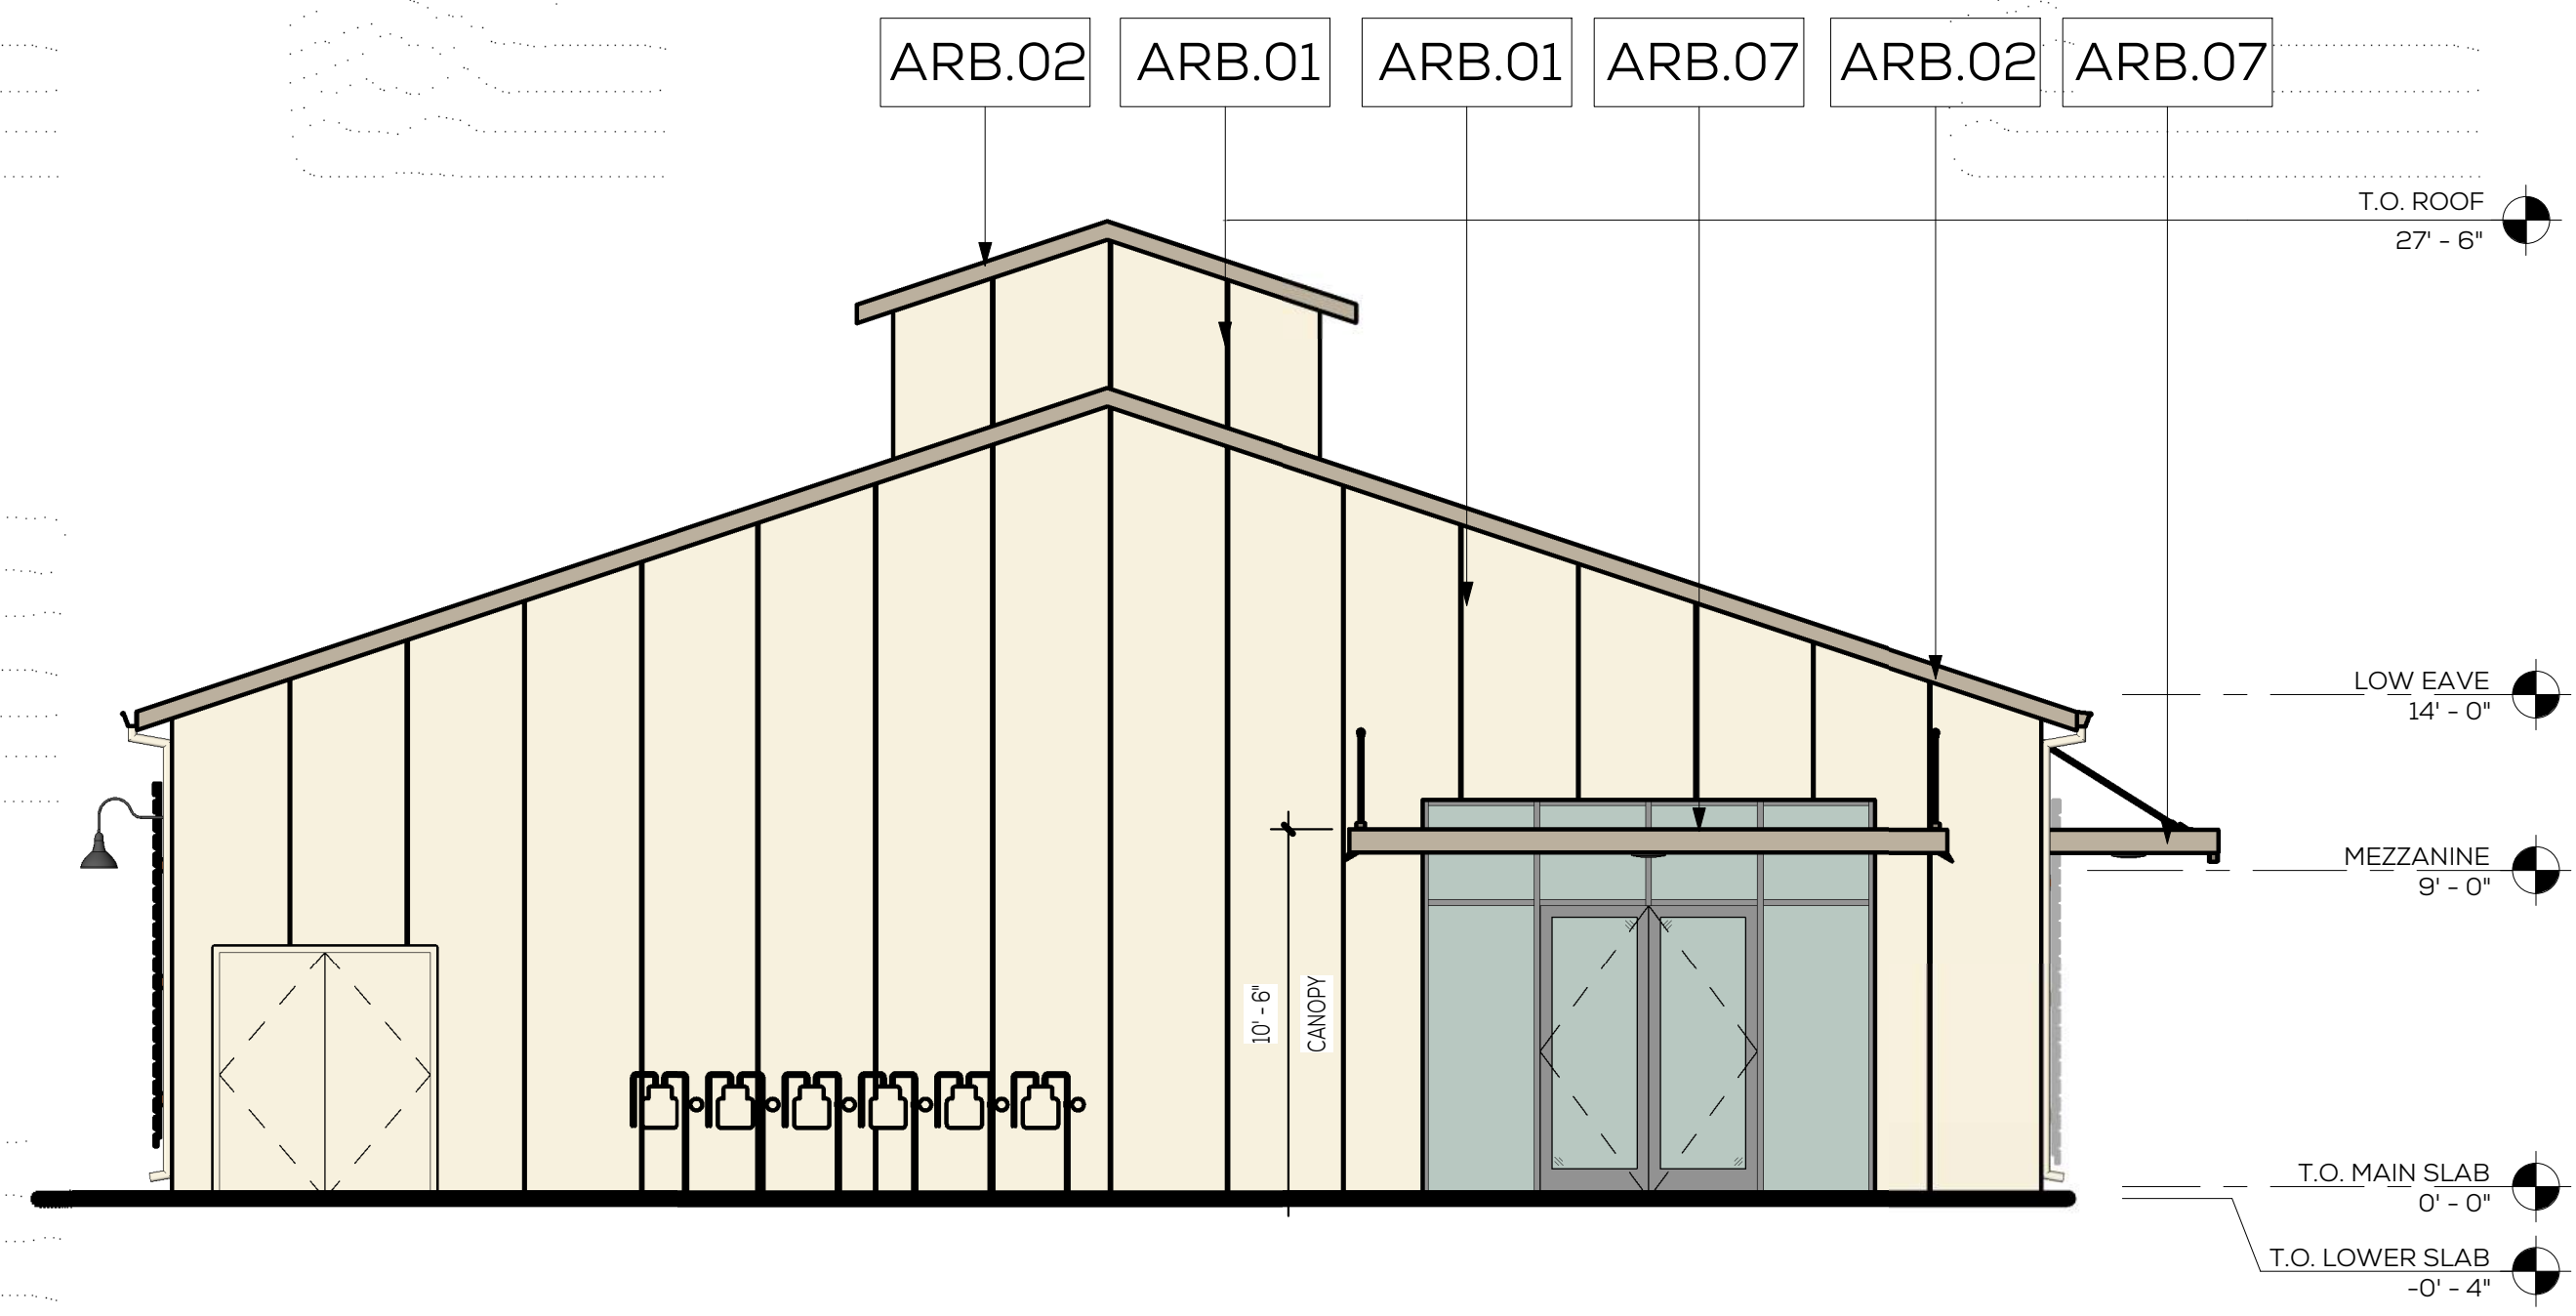 ARB.02 ARB.01 ARB.01 ARB.07 ARB.02 ARB.07
T.O. ROOF
27' - 6"
LOW EAVE
14' - 0"
MEZZANINE
9' - 0"
10' - 6"
CANOPY
T.O. MAIN SLAB
0' - 0"
T.O. LOWER SLAB
-0' - 4"